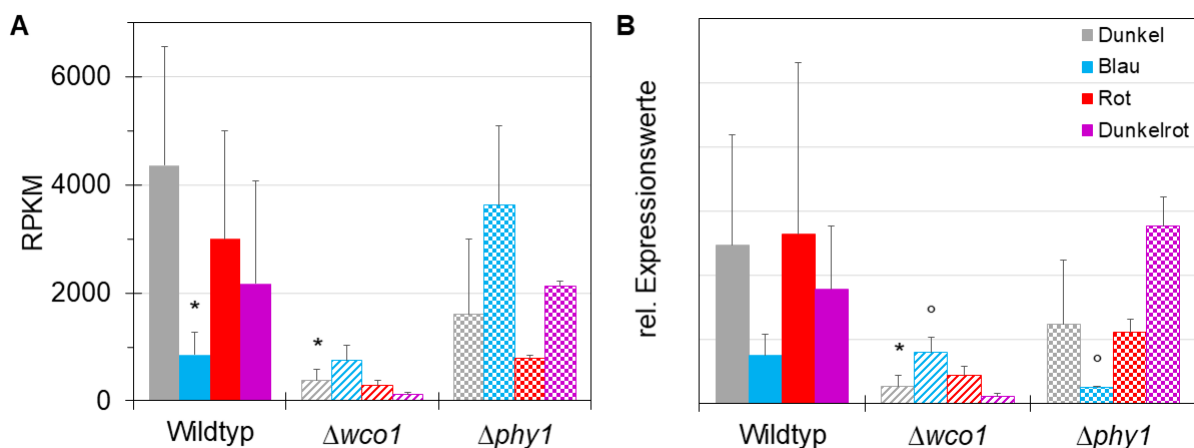 A
RPKM
6000
4000
2000
0
*
*
Wildtyp
Δwco1
Δphy1
B
rel. Expressionswerte
Dunkel
Blau
Rot
Dunkelrot
*
°
°
Wildtyp
Δwco1
Δphy1